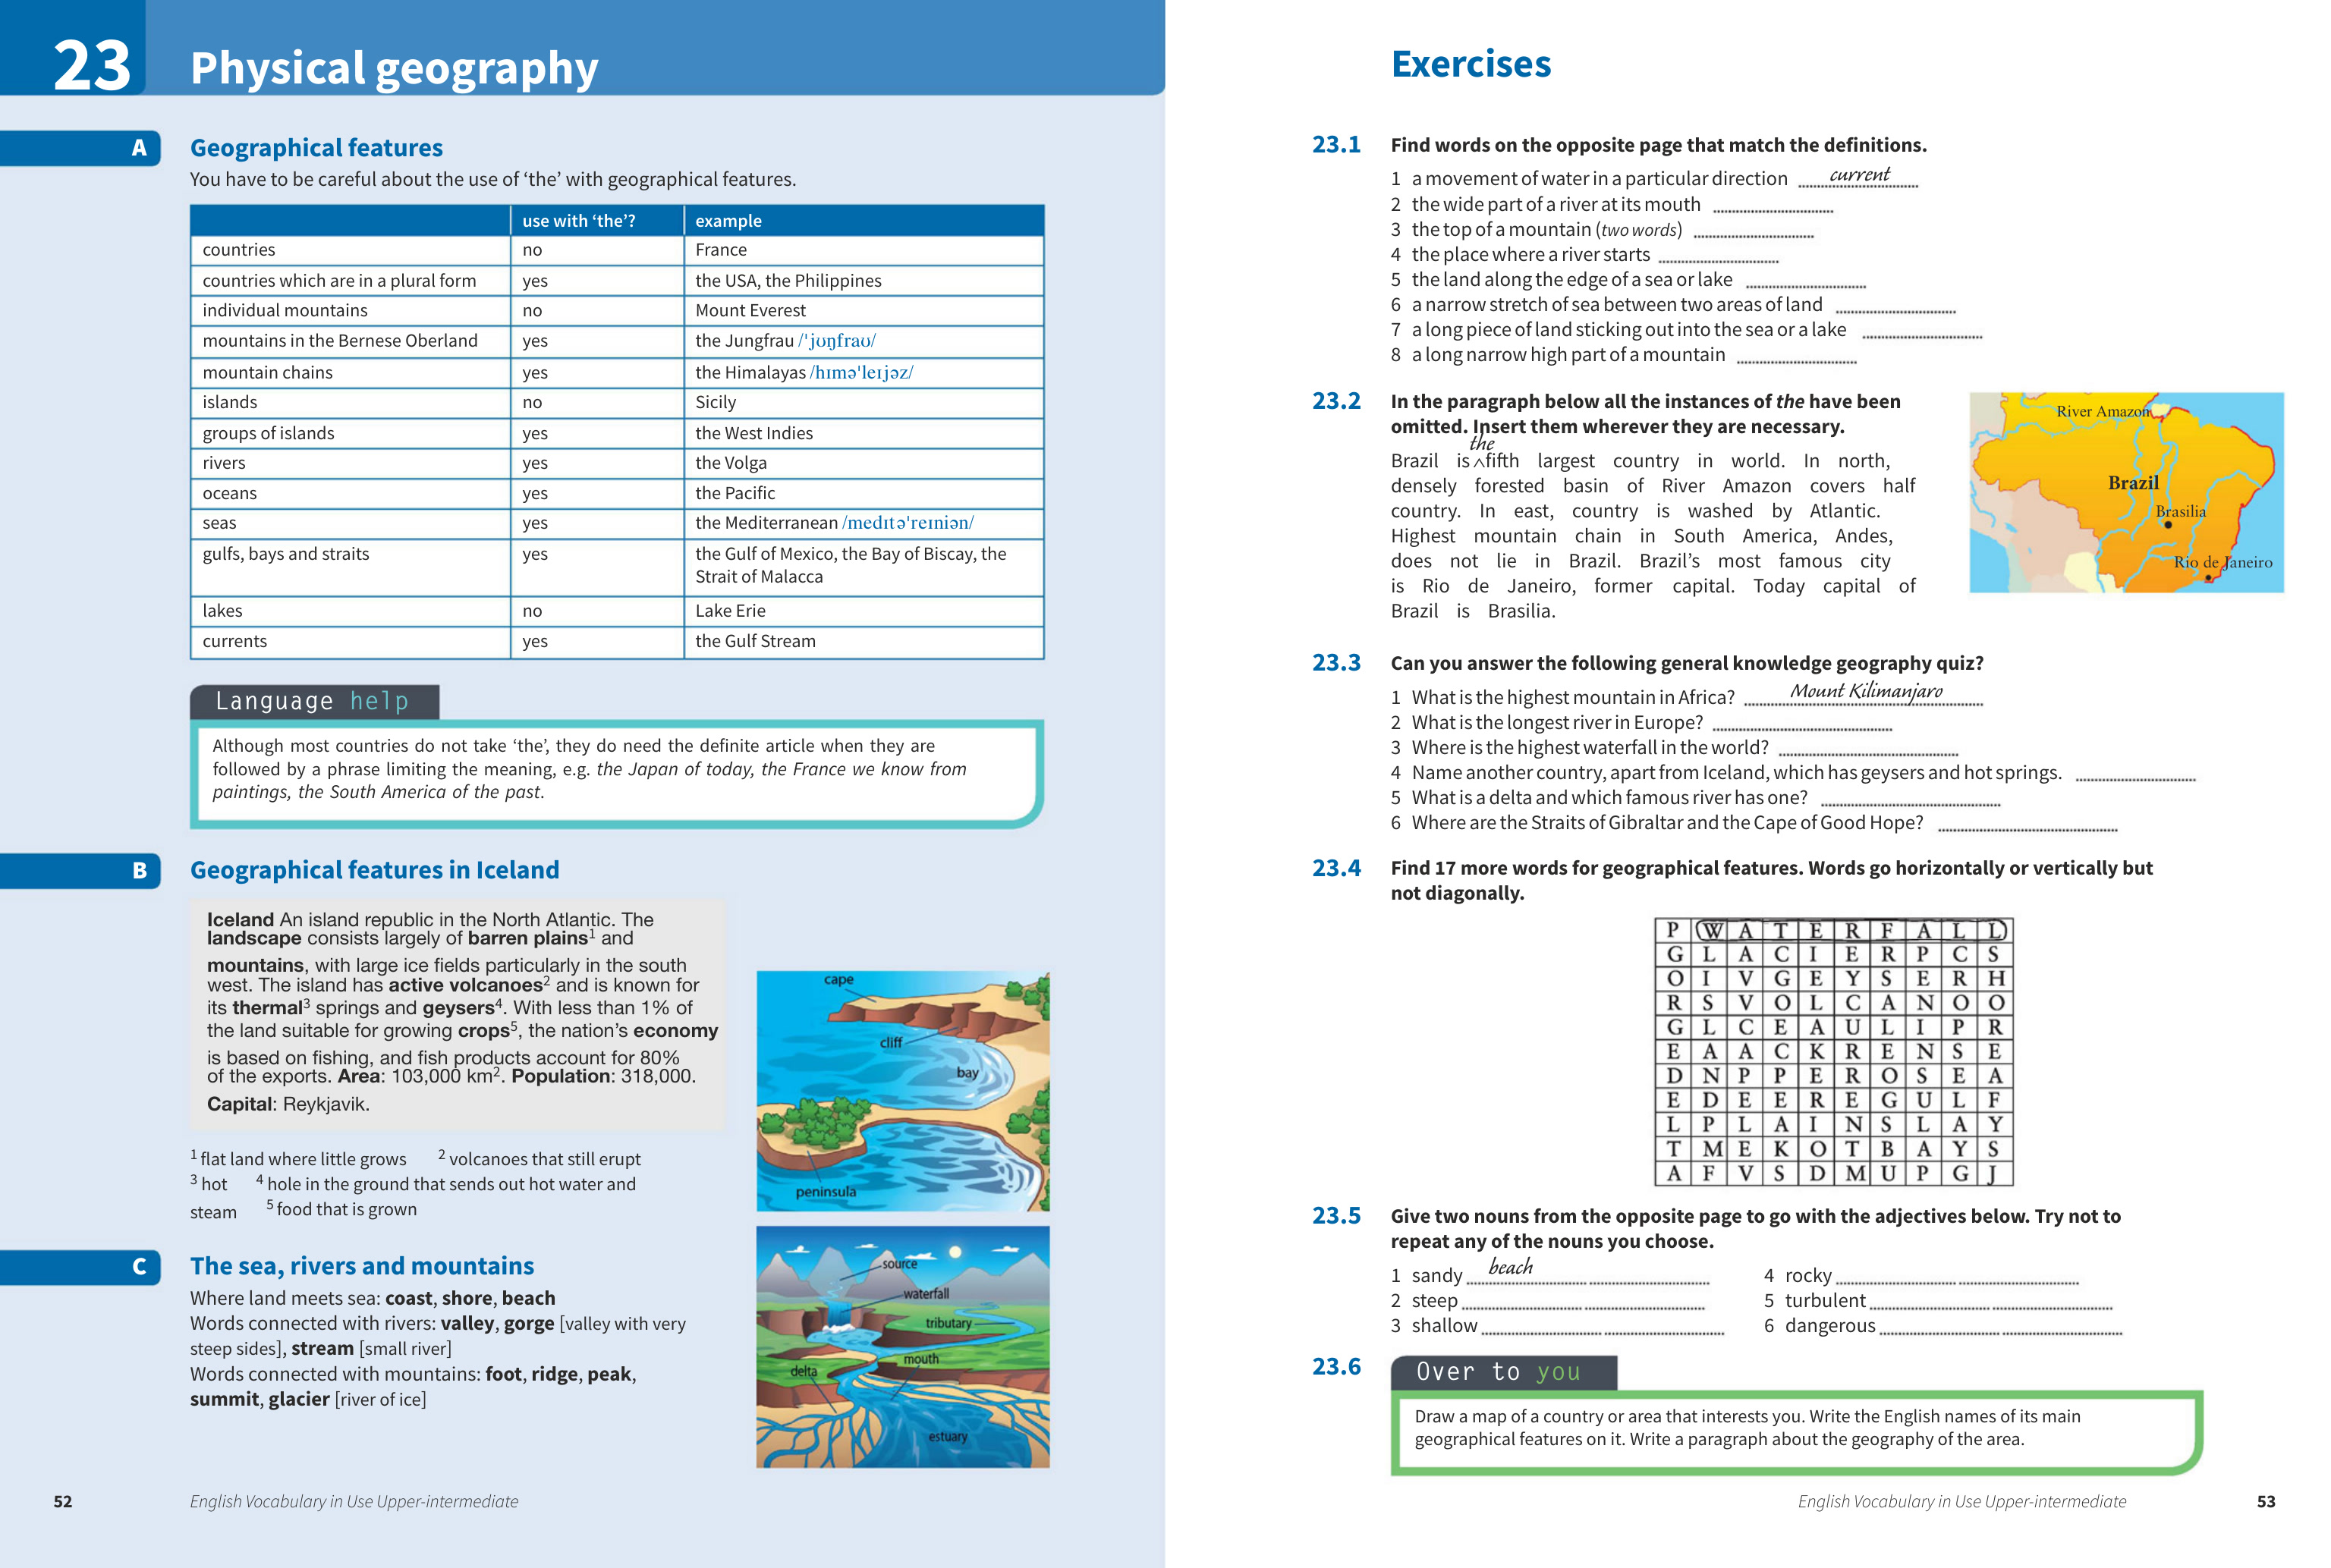 23 Physical geography
A Geographical features
You have to be careful about the use of ‘the’ with geographical features.
use with ‘the’? example
countries no France
countries which are in a plural form yes the USA, the Philippines
individual mountains no Mount Everest
mountains in the Bernese Oberland yes the Jungfrau /ˈjʊŋfraʊ/
mountain chains yes the Himalayas /hɪməˈleɪjəz/
islands no Sicily
groups of islands yes the West Indies
rivers yes the Volga
oceans yes the Pacific
seas yes the Mediterranean /medɪtəˈreɪniən/
gulfs, bays and straits yes the Gulf of Mexico, the Bay of Biscay, the
Strait of Malacca
lakes no Lake Erie
currents yes the Gulf Stream
Language help
Although most countries do not take ‘the’, they do need the definite article when they are
followed by a phrase limiting the meaning, e.g. the Japan of today, the France we know from
paintings, the South America of the past.
B Geographical features in Iceland
Iceland An island republic in the North Atlantic. The
landscape consists largely of barren plains¹ and
mountains, with large ice fields particularly in the south
west. The island has active volcanoes² and is known for
its thermal³ springs and geysers⁴. With less than 1% of
the land suitable for growing crops⁵, the nation’s economy
is based on fishing, and fish products account for 80%
of the exports. Area: 103,000 km². Population: 318,000.
Capital: Reykjavik.
¹ flat land where little grows ² volcanoes that still erupt
³ hot ⁴ hole in the ground that sends out hot water and
steam ⁵ food that is grown
cape
cliff
bay
peninsula
C The sea, rivers and mountains
Where land meets sea: coast, shore, beach
Words connected with rivers: valley, gorge [valley with very
steep sides], stream [small river]
Words connected with mountains: foot, ridge, peak,
summit, glacier [river of ice]
source
waterfall
tributary
mouth
delta
estuary
52 English Vocabulary in Use Upper-intermediate
Exercises
23.1 Find words on the opposite page that match the definitions.
1 a movement of water in a particular direction current
2 the wide part of a river at its mouth
3 the top of a mountain (two words)
4 the place where a river starts
5 the land along the edge of a sea or lake
6 a narrow stretch of sea between two areas of land
7 a long piece of land sticking out into the sea or a lake
8 a long narrow high part of a mountain
23.2 In the paragraph below all the instances of the have been
omitted. Insert them wherever they are necessary.
the
Brazil is ^ fifth largest country in world. In north,
densely forested basin of River Amazon covers half
country. In east, country is washed by Atlantic.
Highest mountain chain in South America, Andes,
does not lie in Brazil. Brazil’s most famous city
is Rio de Janeiro, former capital. Today capital of
Brazil is Brasilia.
River Amazon
Brazil
Brasilia
Rio de Janeiro
23.3 Can you answer the following general knowledge geography quiz?
1 What is the highest mountain in Africa? Mount Kilimanjaro
2 What is the longest river in Europe?
3 Where is the highest waterfall in the world?
4 Name another country, apart from Iceland, which has geysers and hot springs.
5 What is a delta and which famous river has one?
6 Where are the Straits of Gibraltar and the Cape of Good Hope?
23.4 Find 17 more words for geographical features. Words go horizontally or vertically but
not diagonally.
P W A T E R F A L L
G L A C I E R P C S
O I V G E Y S E R H
R S V O L C A N O O
G L C E A U L I P R
E A A C K R E N S E
D N P P E R O S E A
E D E E R E G U L F
L P L A I N S L A Y
T M E K O T B A Y S
A F V S D M U P G J
23.5 Give two nouns from the opposite page to go with the adjectives below. Try not to
repeat any of the nouns you choose.
1 sandy beach
2 steep
3 shallow
4 rocky
5 turbulent
6 dangerous
23.6 Over to you
Draw a map of a country or area that interests you. Write the English names of its main
geographical features on it. Write a paragraph about the geography of the area.
English Vocabulary in Use Upper-intermediate 53